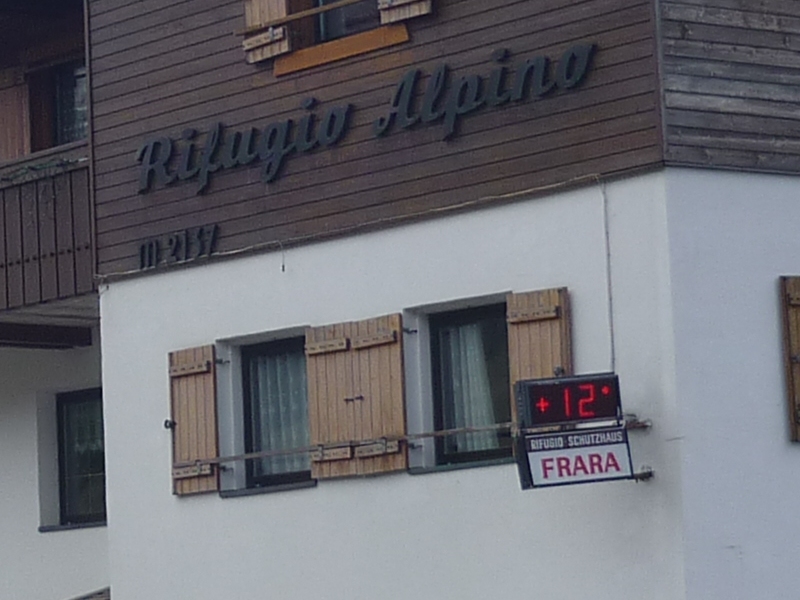 Rifugio Alpino
m 2137
+12°
RIFUGIO-SCHUTZHAUS
FRARA